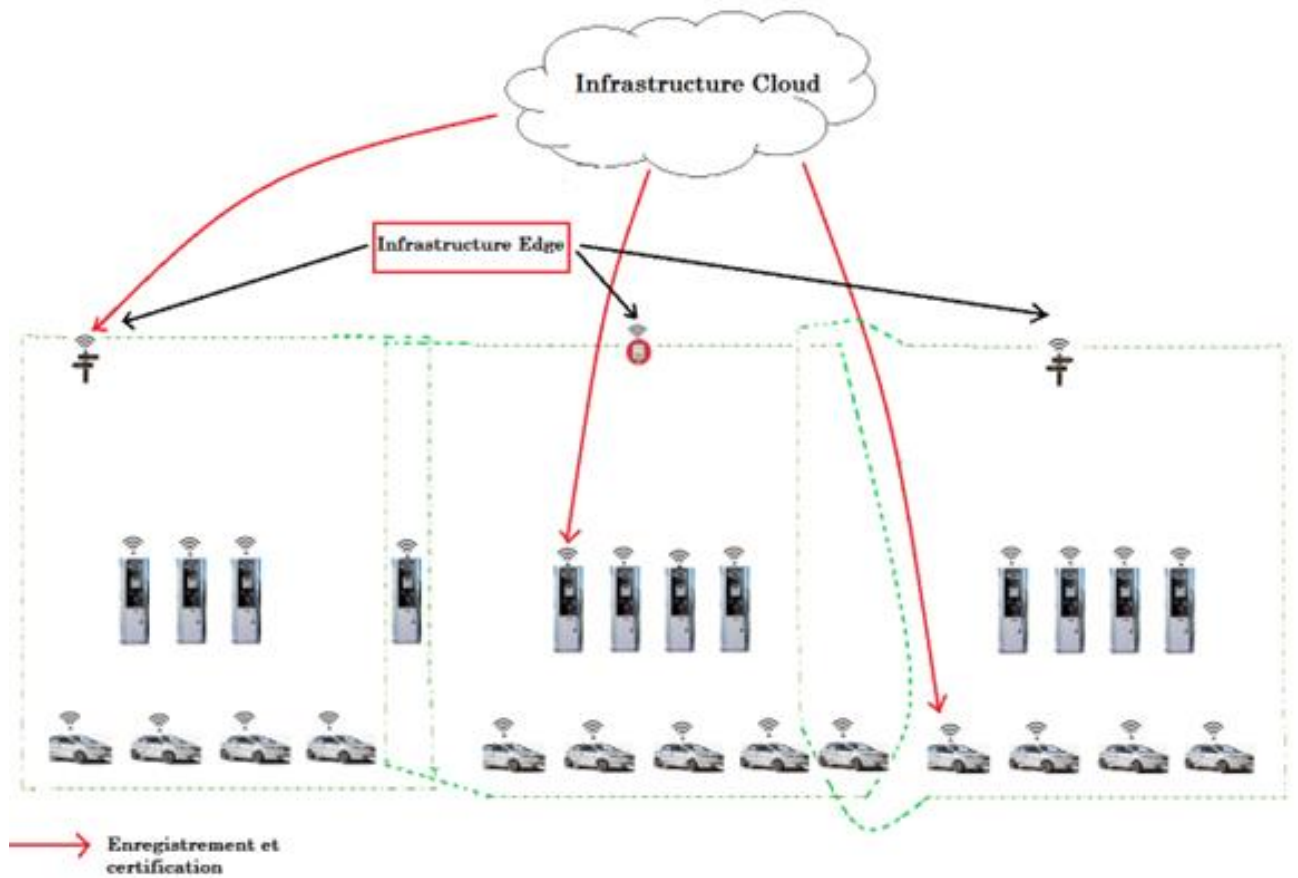 Infrastructure Cloud
Infrastructure Edge
Enregistrement et
certification